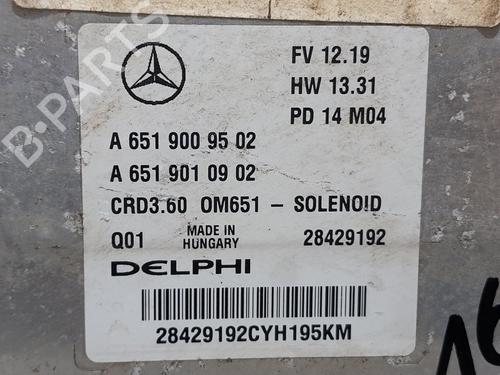 B-PARTS
FV 12.19
HW 13.31
PD 14 M04
A 651 900 95 02
A 651 901 09 02
CRD3.60 OM651 - SOLENOID
Q01 MADE IN HUNGARY 28429192
DELPHI
28429192CYH195KM